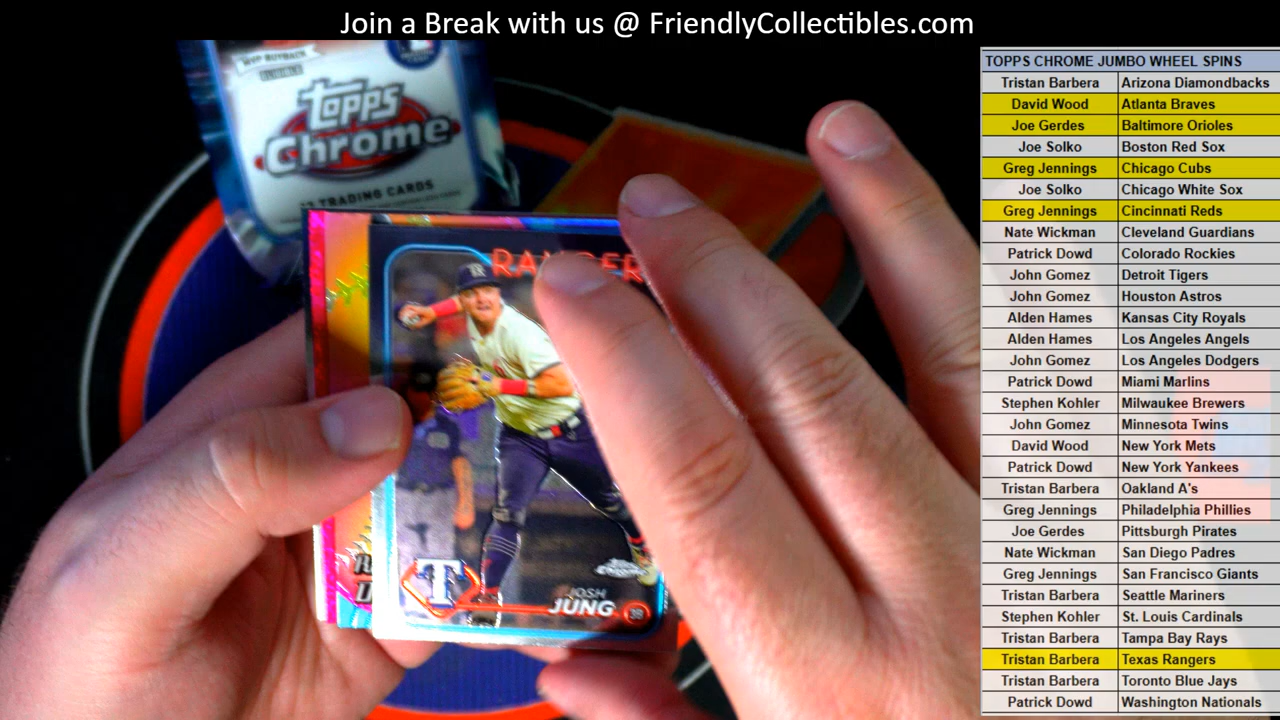 Join a Break with us @ FriendlyCollectibles.com
TOPPS CHROME JUMBO WHEEL SPINS
Tristan Barbera Arizona Diamondbacks
David Wood Atlanta Braves
Joe Gerdes Baltimore Orioles
Joe Solko Boston Red Sox
Greg Jennings Chicago Cubs
Joe Solko Chicago White Sox
Greg Jennings Cincinnati Reds
Nate Wickman Cleveland Guardians
Patrick Dowd Colorado Rockies
John Gomez Detroit Tigers
John Gomez Houston Astros
Alden Hames Kansas City Royals
Alden Hames Los Angeles Angels
John Gomez Los Angeles Dodgers
Patrick Dowd Miami Marlins
Stephen Kohler Milwaukee Brewers
John Gomez Minnesota Twins
David Wood New York Mets
Patrick Dowd New York Yankees
Tristan Barbera Oakland A's
Greg Jennings Philadelphia Phillies
Joe Gerdes Pittsburgh Pirates
Nate Wickman San Diego Padres
Greg Jennings San Francisco Giants
Tristan Barbera Seattle Mariners
Stephen Kohler St. Louis Cardinals
Tristan Barbera Tampa Bay Rays
Tristan Barbera Texas Rangers
Tristan Barbera Toronto Blue Jays
Patrick Dowd Washington Nationals
MVP BUYBACK
Topps
Chrome
TRADING CARDS
T
JOSH
JUNG